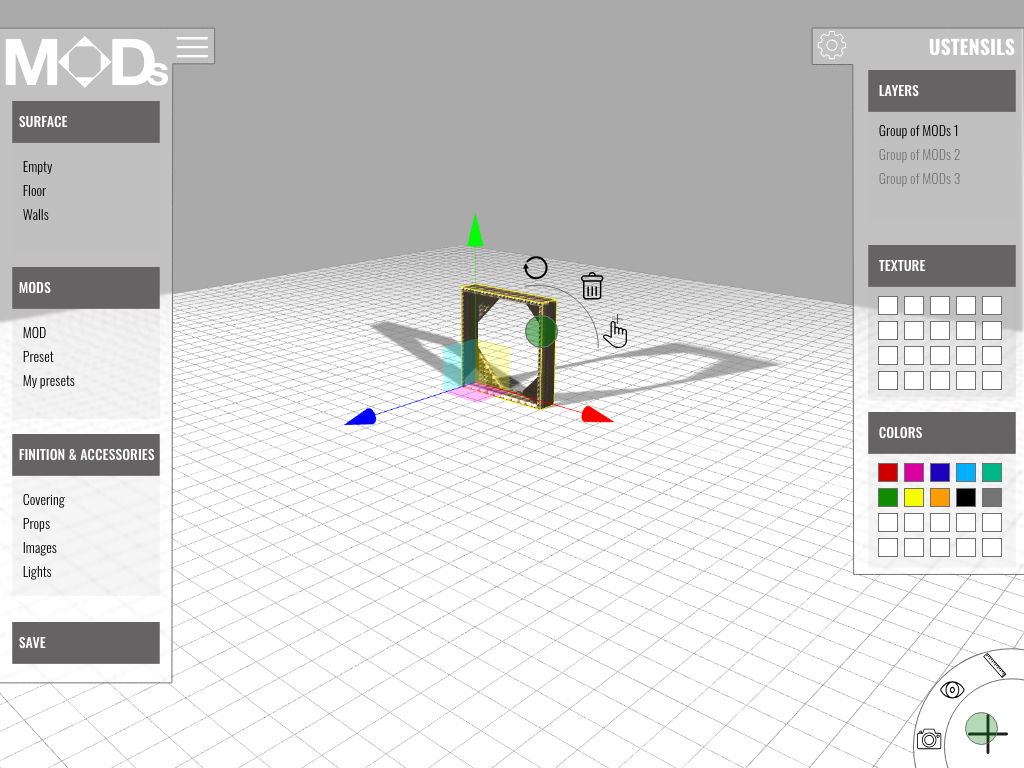 MODs
SURFACE
Empty
Floor
Walls
MODS
MOD
Preset
My presets
FINITION & ACCESSORIES
Covering
Props
Images
Lights
SAVE
USTENSILS
LAYERS
Group of MODs 1
Group of MODs 2
Group of MODs 3
TEXTURE
COLORS